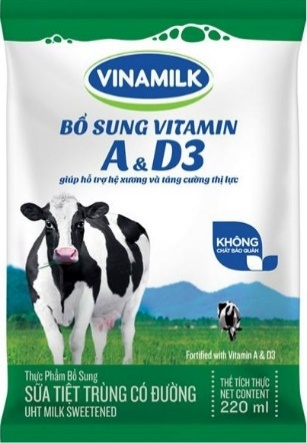 VINAMILK
BỔ SUNG VITAMIN
A & D3
giúp hỗ trợ hệ xương và tăng cường thị lực
KHÔNG
CHẤT BẢO QUẢN
Fortified with Vitamin A & D3
Thực Phẩm Bổ Sung
SỮA TIỆT TRÙNG CÓ ĐƯỜNG
UHT MILK SWEETENED
THỂ TÍCH THỰC
NET CONTENT
220 ml